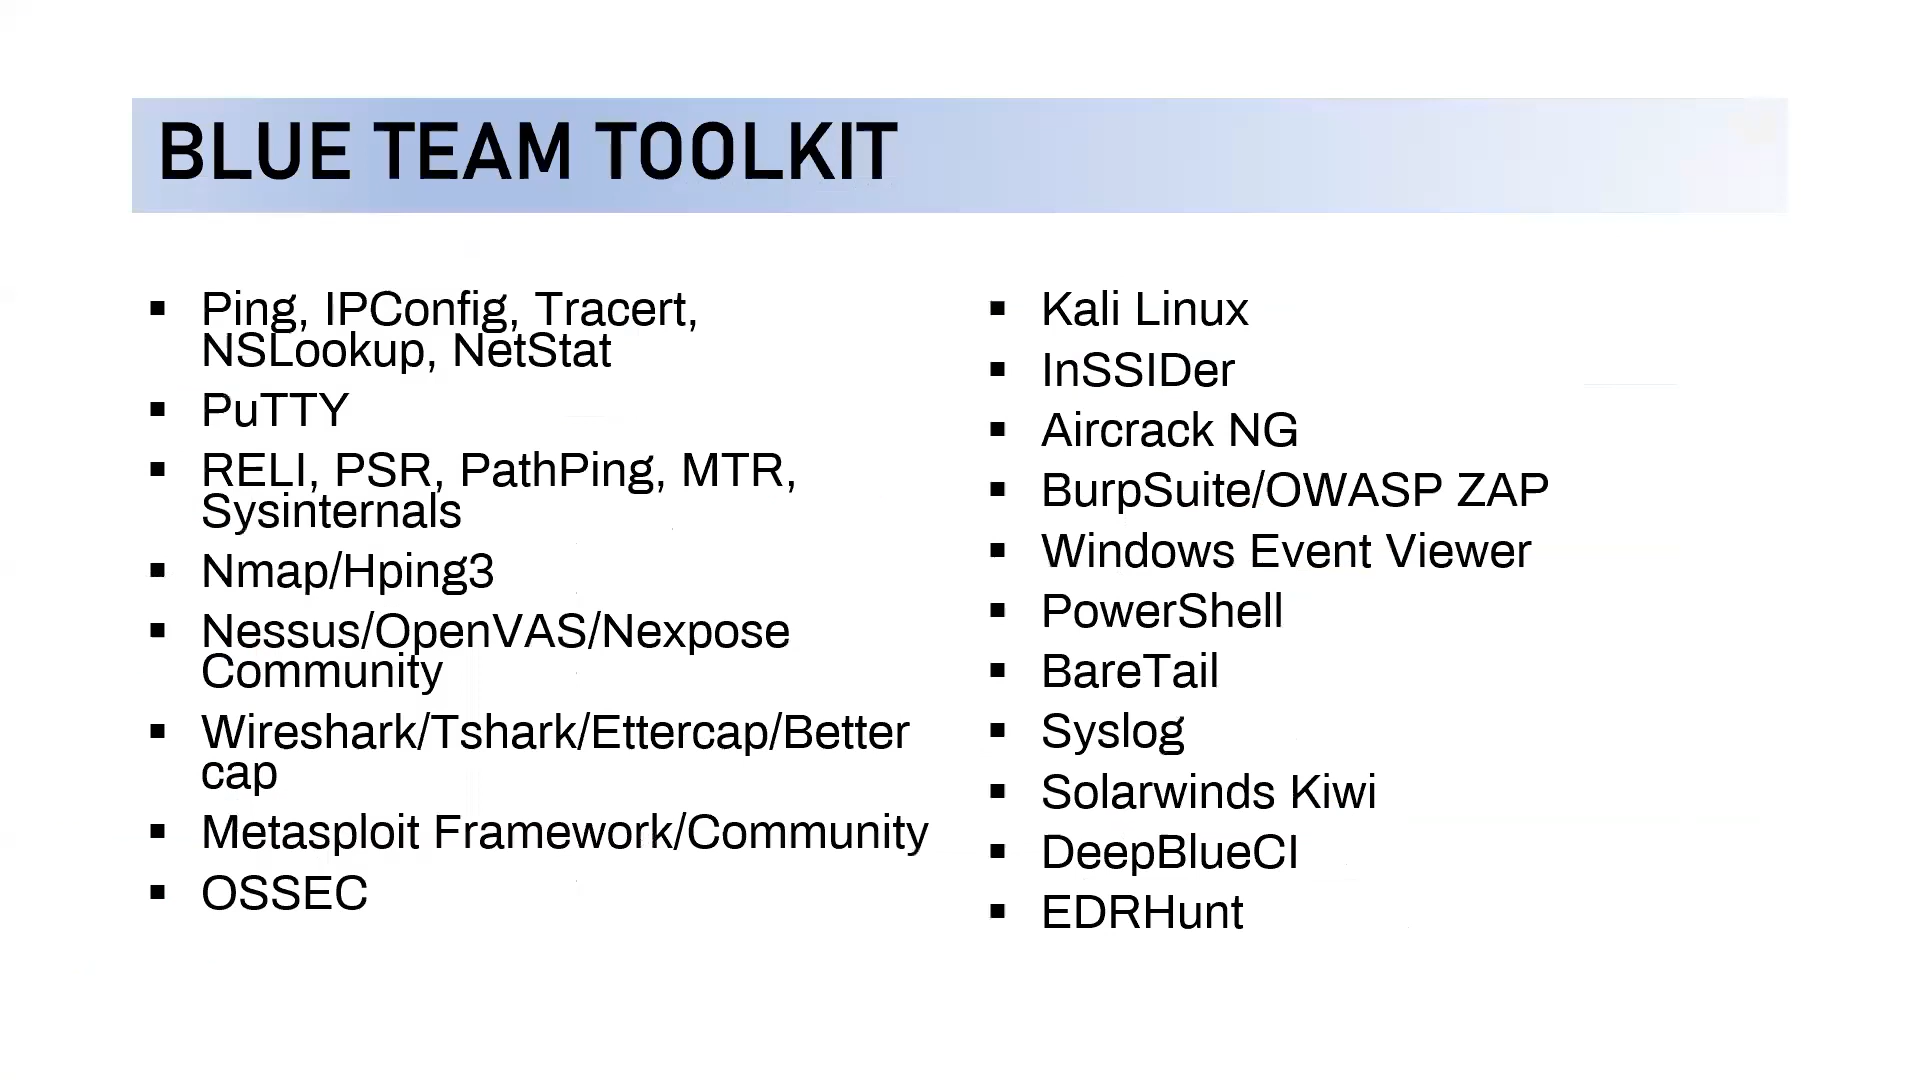 BLUE TEAM TOOLKIT
Ping, IPConfig, Tracert,
NSLookup, NetStat
PuTTY
RELI, PSR, PathPing, MTR,
Sysinternals
Nmap/Hping3
Nessus/OpenVAS/Nexpose
Community
Wireshark/Tshark/Ettercap/Better
cap
Metasploit Framework/Community
OSSEC
Kali Linux
InSSIDer
Aircrack NG
BurpSuite/OWASP ZAP
Windows Event Viewer
PowerShell
BareTail
Syslog
Solarwinds Kiwi
DeepBlueCI
EDRHunt